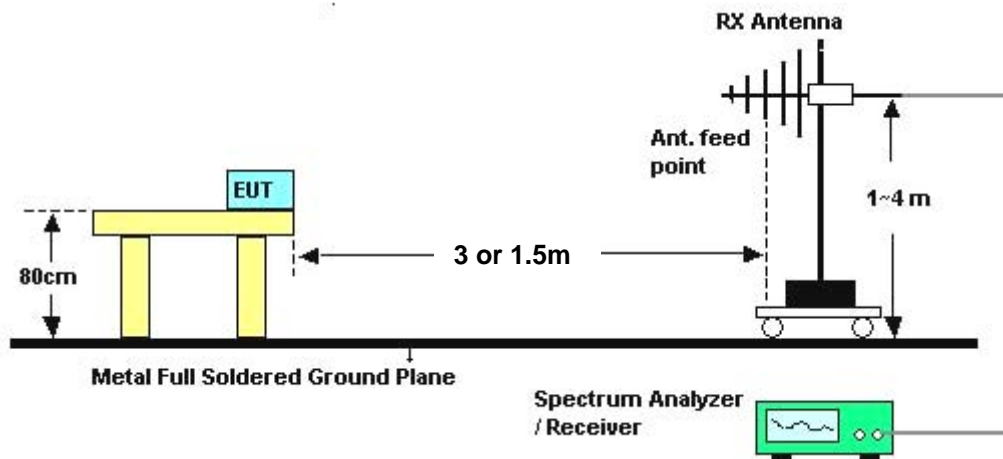 RX Antenna
Ant. feed
point
EUT
1~4 m
3 or 1.5m
80cm
Metal Full Soldered Ground Plane
Spectrum Analyzer
/ Receiver